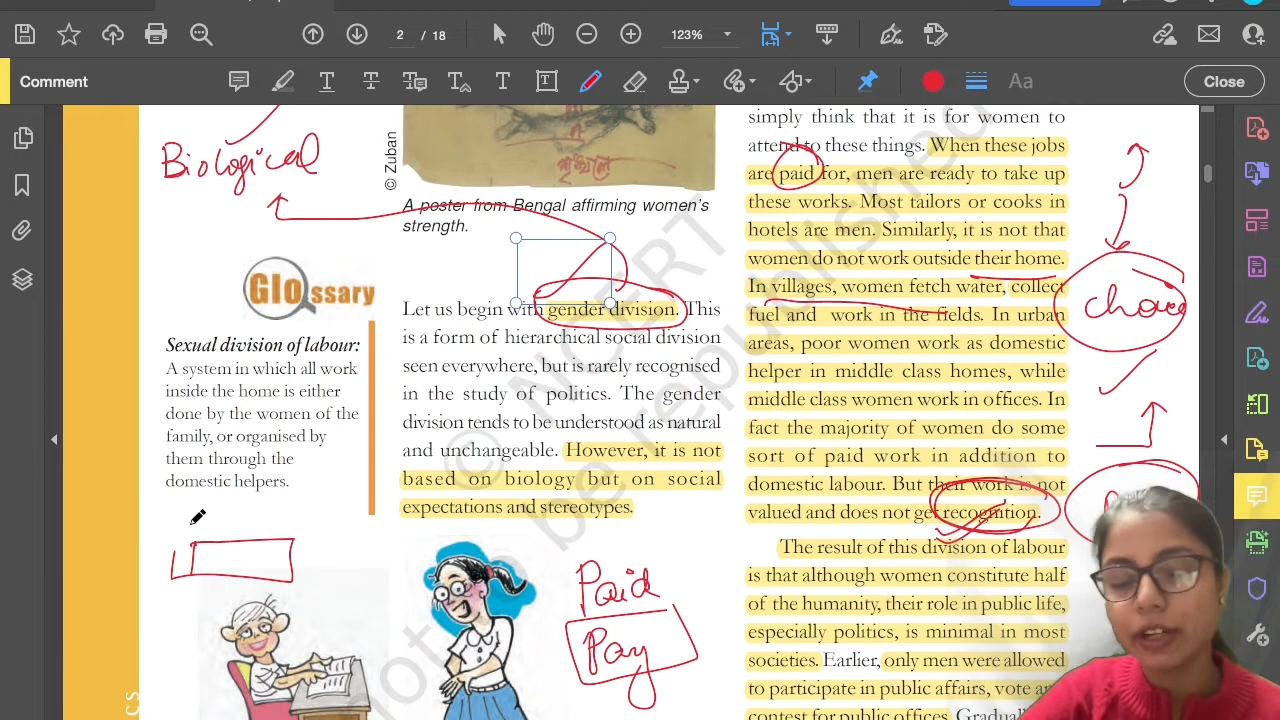 2 / 18
123%
Comment
Aa
Close
Biological
© Zuban
A poster from Bengal affirming women's
strength.
Glossary
Sexual division of labour:
A system in which all work
inside the home is either
done by the women of the
family, or organised by
them through the
domestic helpers.
Let us begin with gender division. This
is a form of hierarchical social division
seen everywhere, but is rarely recognised
in the study of politics. The gender
division tends to be understood as natural
and unchangeable. However, it is not
based on biology but on social
expectations and stereotypes.
Paid
Pay
simply think that it is for women to
attend to these things. When these jobs
are paid for, men are ready to take up
these works. Most tailors or cooks in
hotels are men. Similarly, it is not that
women do not work outside their home.
In villages, women fetch water, collect
fuel and work in the fields. In urban
areas, poor women work as domestic
helper in middle class homes, while
middle class women work in offices. In
fact the majority of women do some
sort of paid work in addition to
domestic labour. But their work is not
valued and does not get recognition.
The result of this division of labour
is that although women constitute half
of the humanity, their role in public life,
especially politics, is minimal in most
societies. Earlier, only men were allowed
to participate in public affairs, vote and
contest for public offices.
© NCERT
not to be republished
CS